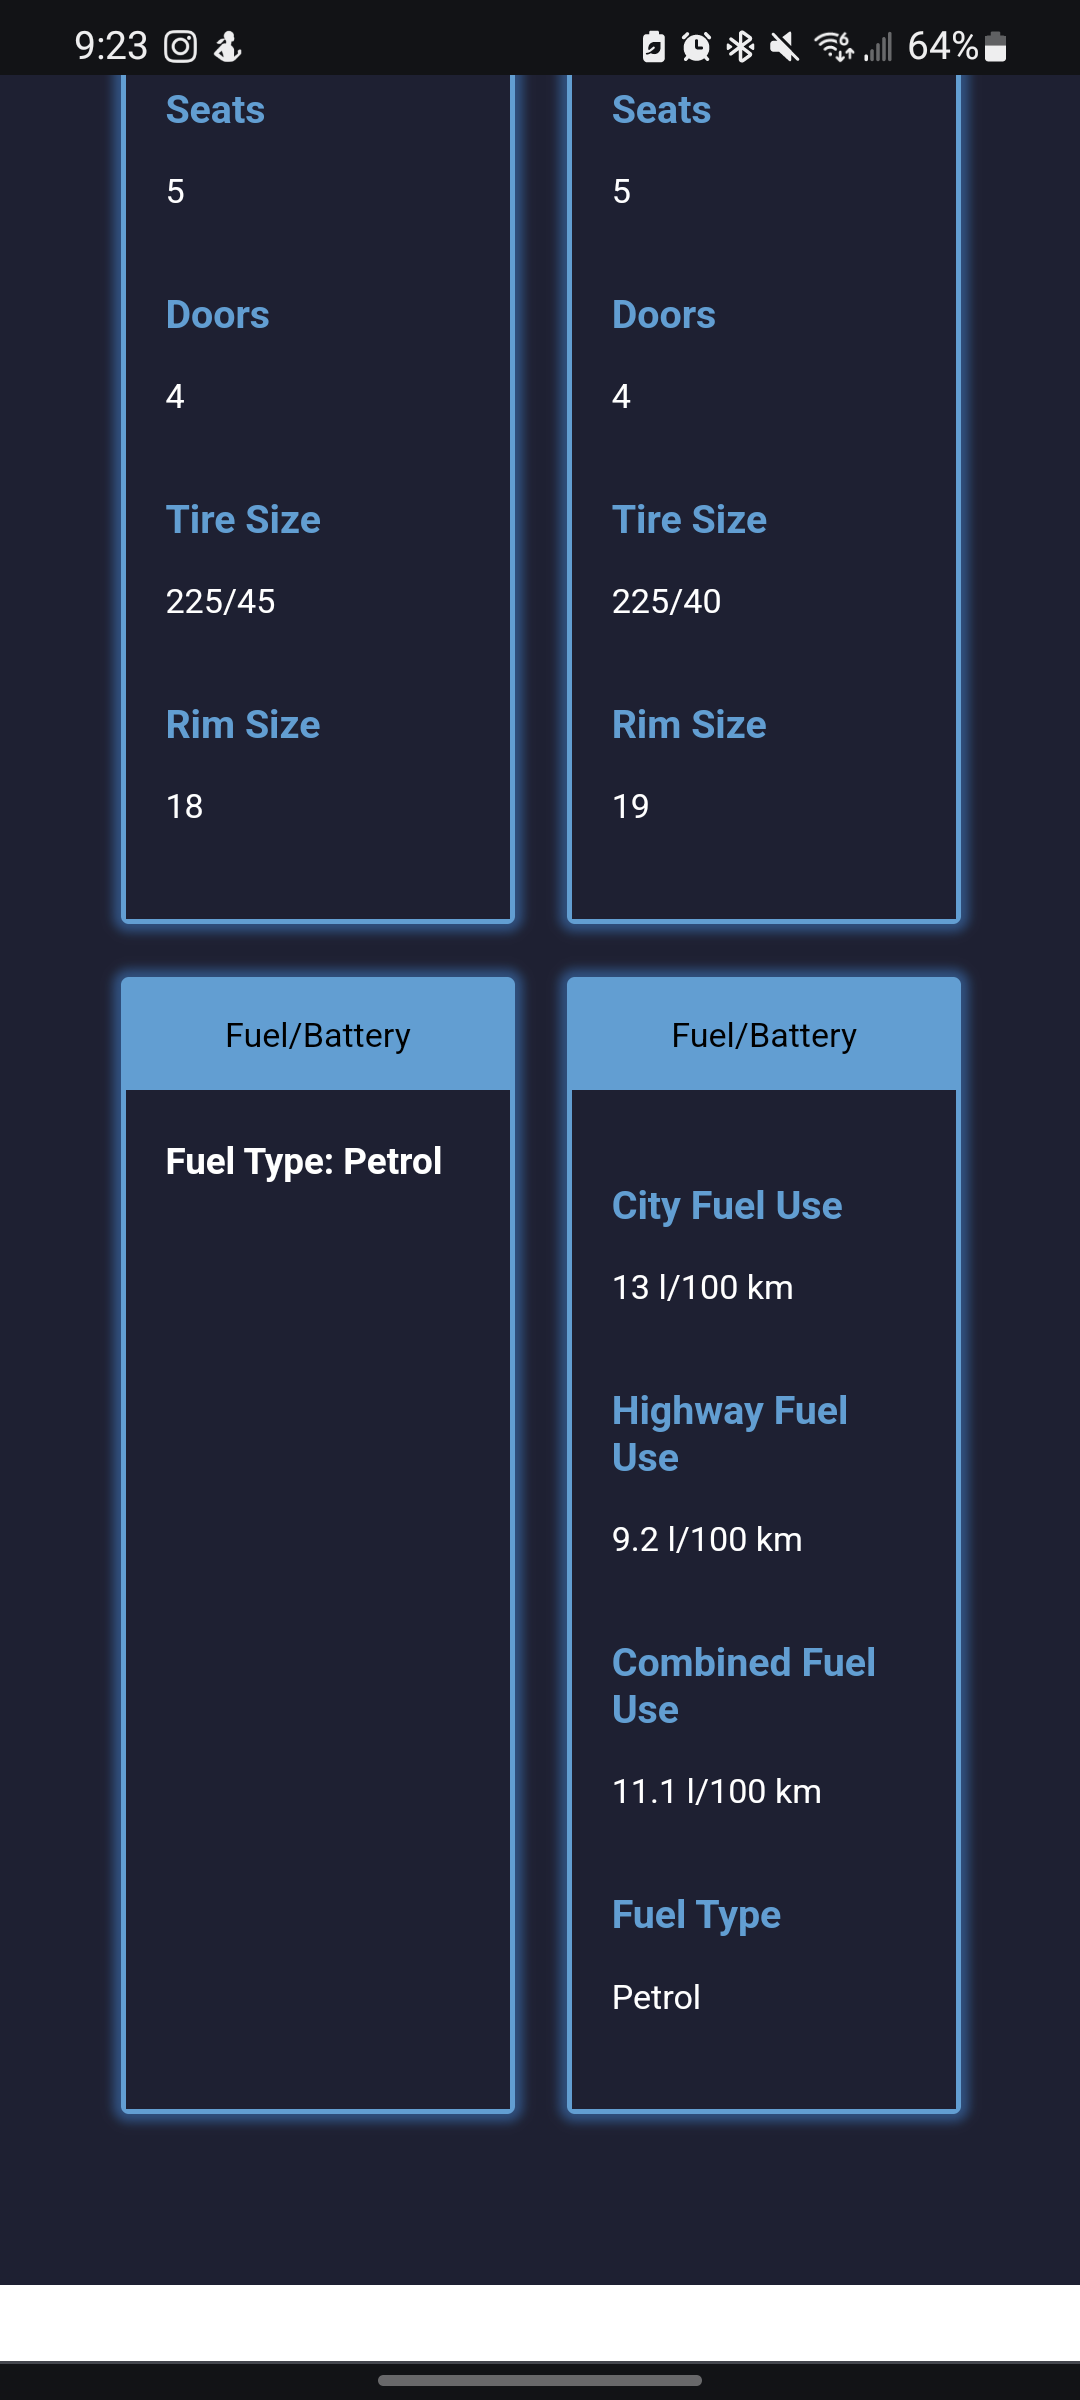 9:23
64%
Seats
5
Doors
4
Tire Size
225/45
Rim Size
18
Seats
5
Doors
4
Tire Size
225/40
Rim Size
19
Fuel/Battery
Fuel Type: Petrol
Fuel/Battery
City Fuel Use
13 l/100 km
Highway Fuel
Use
9.2 l/100 km
Combined Fuel
Use
11.1 l/100 km
Fuel Type
Petrol